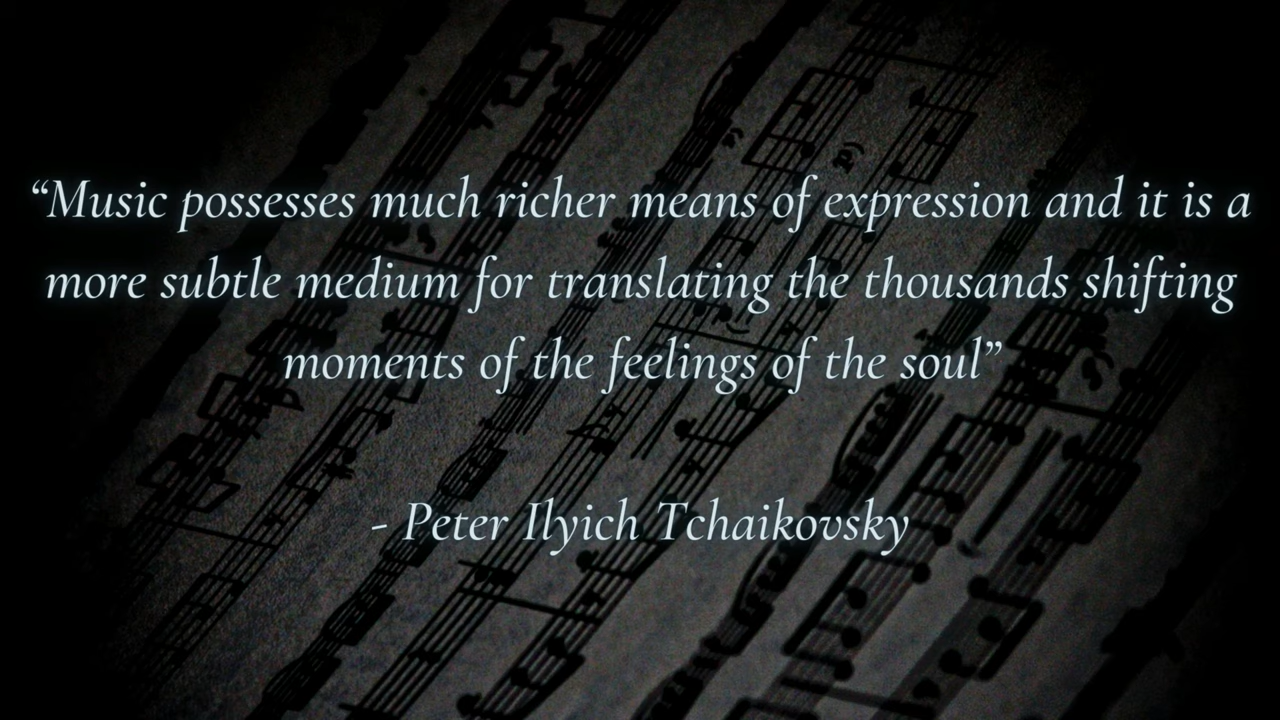 “Music possesses much richer means of expression and it is a
more subtle medium for translating the thousands shifting
moments of the feelings of the soul”
- Peter Ilyich Tchaikovsky